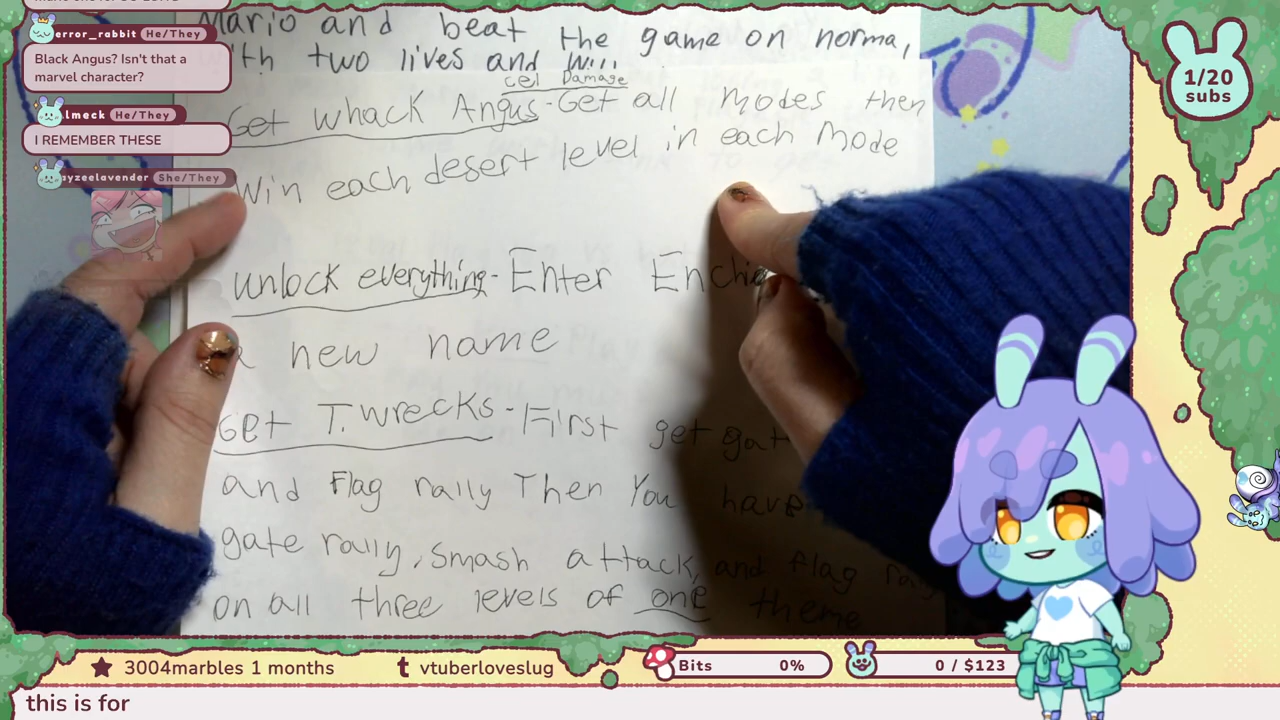 error_rabbit He/They
Black Angus? Isn't that a
marvel character?
lmeck He/They
I REMEMBER THESE
ayzeelavender She/They
Mario and beat the game on norma,
with two lives and
Cel Damage
Get whack Angus - Get all modes then
Win each desert level in each mode
unlock everything - Enter
new name
Get T. wrecks - First get
and Flag rally Then You have
gate rally, smash attack, and flag
on all three levels of one theme
1/20
subs
3004marbles 1 months
vtuberloveslug
Bits 0%
0 / $123
this is for